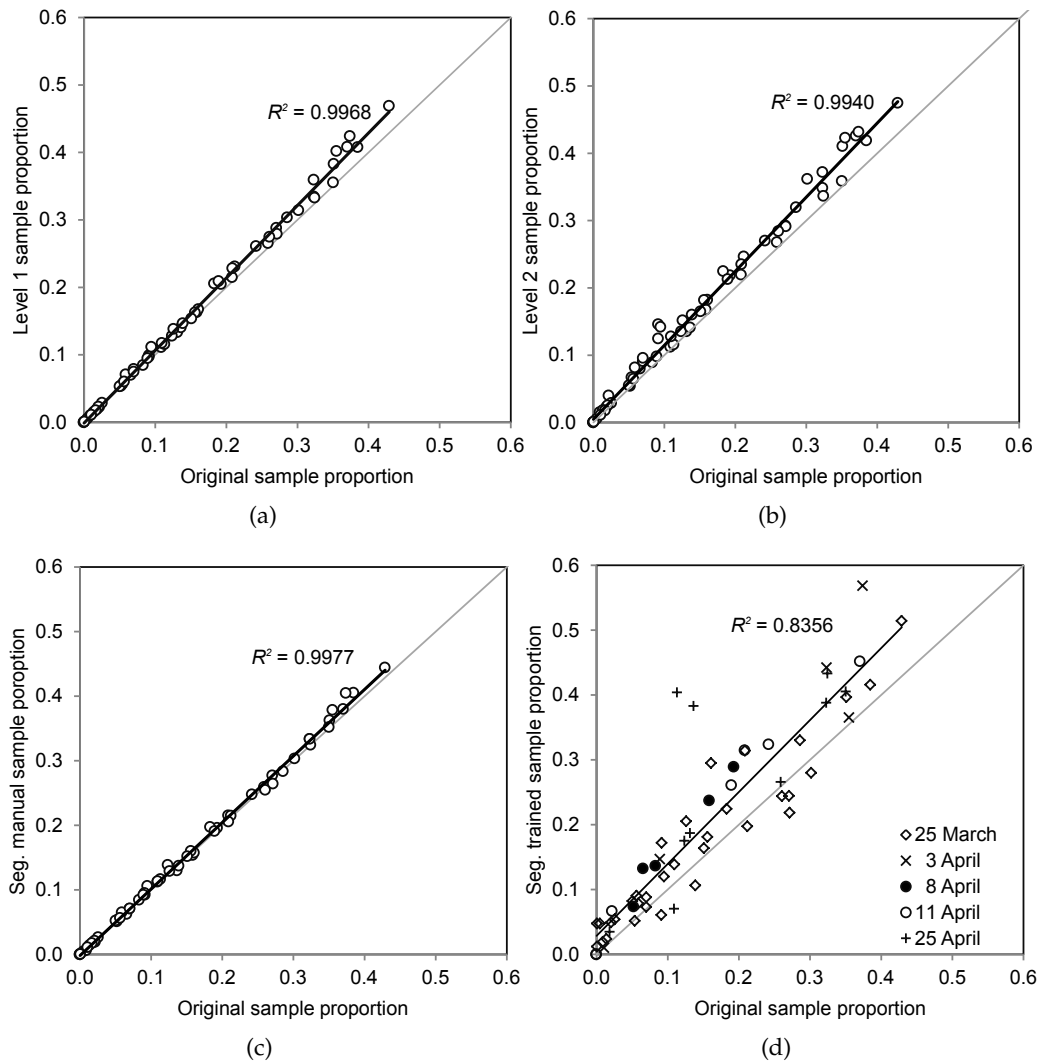 0.6
0.5
0.4
0.3
0.2
0.1
0.0
Level 1 sample proportion
R² = 0.9968
0.0 0.1 0.2 0.3 0.4 0.5 0.6
Original sample proportion
(a)
0.6
0.5
0.4
0.3
0.2
0.1
0.0
Level 2 sample proportion
R² = 0.9940
0.0 0.1 0.2 0.3 0.4 0.5 0.6
Original sample proportion
(b)
0.6
0.5
0.4
0.3
0.2
0.1
0.0
Seg. manual sample poroption
R² = 0.9977
0.0 0.1 0.2 0.3 0.4 0.5 0.6
Original sample proportion
(c)
0.6
0.5
0.4
0.3
0.2
0.1
0.0
Seg. trained sample proportion
R² = 0.8356
25 March
3 April
8 April
11 April
25 April
0.0 0.1 0.2 0.3 0.4 0.5 0.6
Original sample proportion
(d)